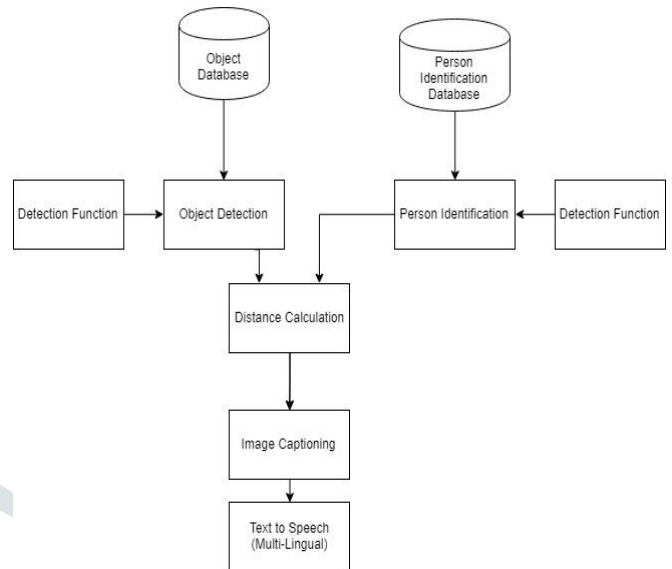 Object
Database
Person
Identification
Database
Detection Function
Object Detection
Person Identification
Detection Function
Distance Calculation
Image Captioning
Text to Speech
(Multi-Lingual)